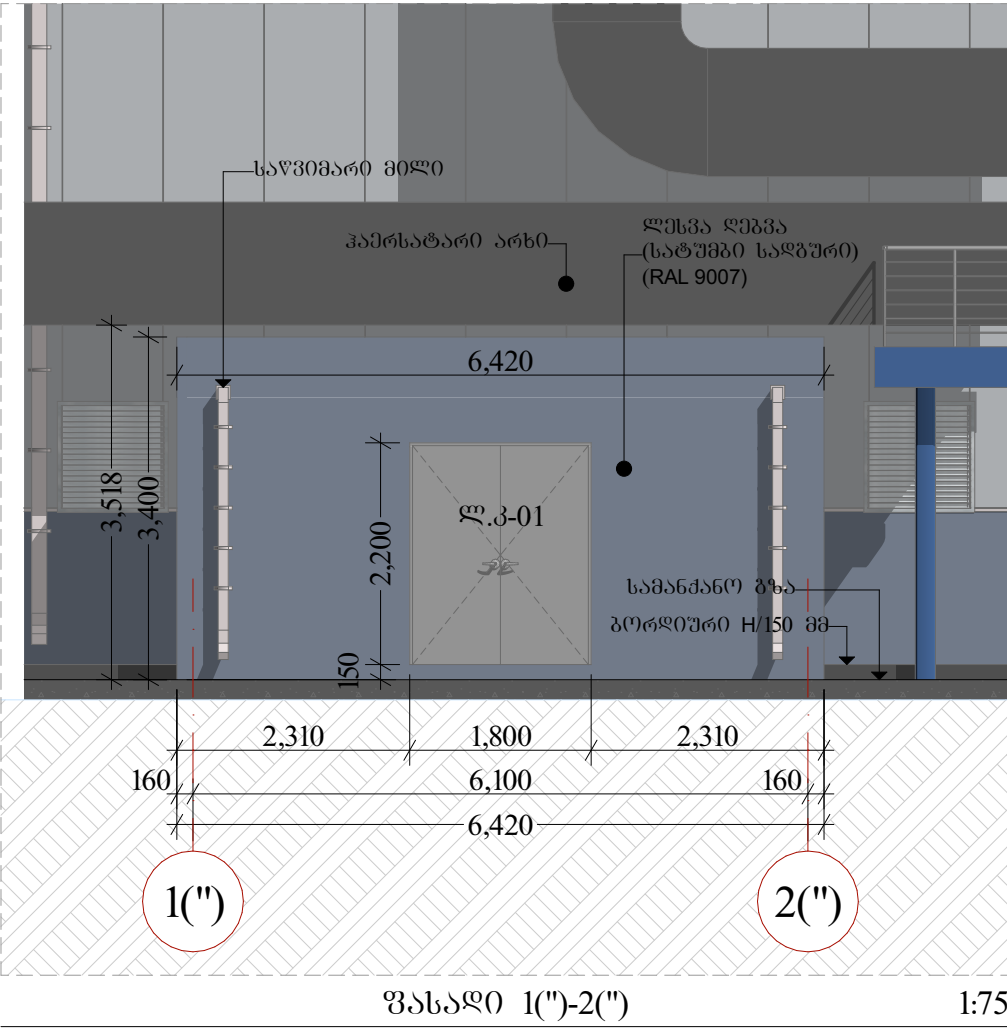 საწვიმარი მილი
ჰაერსატარი არხი
ლესვა ღებვა
(სატუმბი სადგური)
(RAL 9007)
6,420
3,518
3,400
2,200
ლ.კ-01
სამანქანო გზა
ბორდიური H/150 მმ
150
2,310
1,800
2,310
160
6,100
160
6,420
1(")
2(")
ფასადი 1(")-2(")
1:75